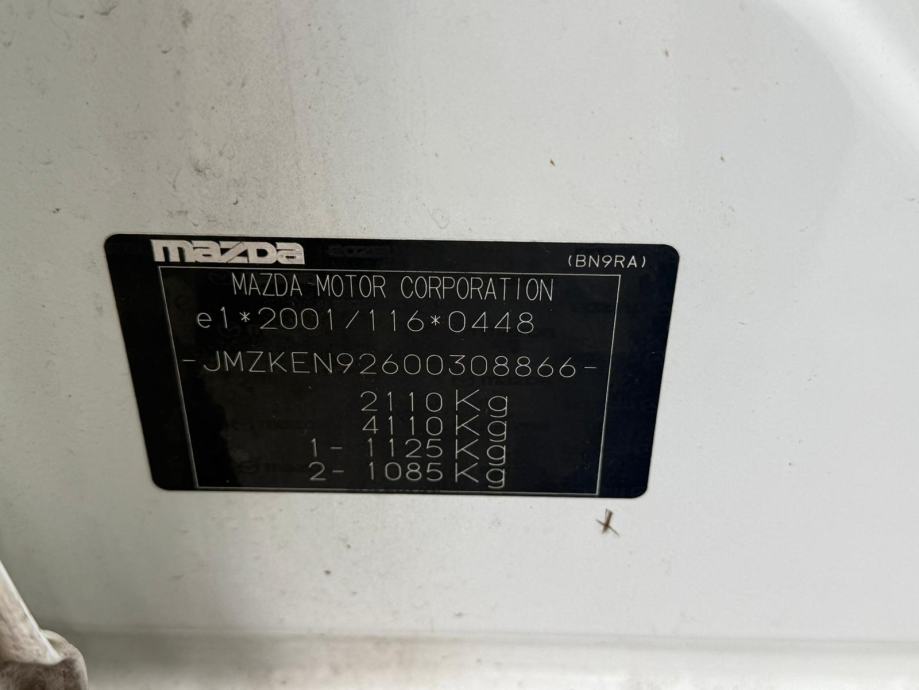 mazda
(BN9RA)
MAZDA MOTOR CORPORATION
e1*2001/116*0448
-JMZKEN92600308866-
2110Kg
4110Kg
1- 1125Kg
2- 1085Kg